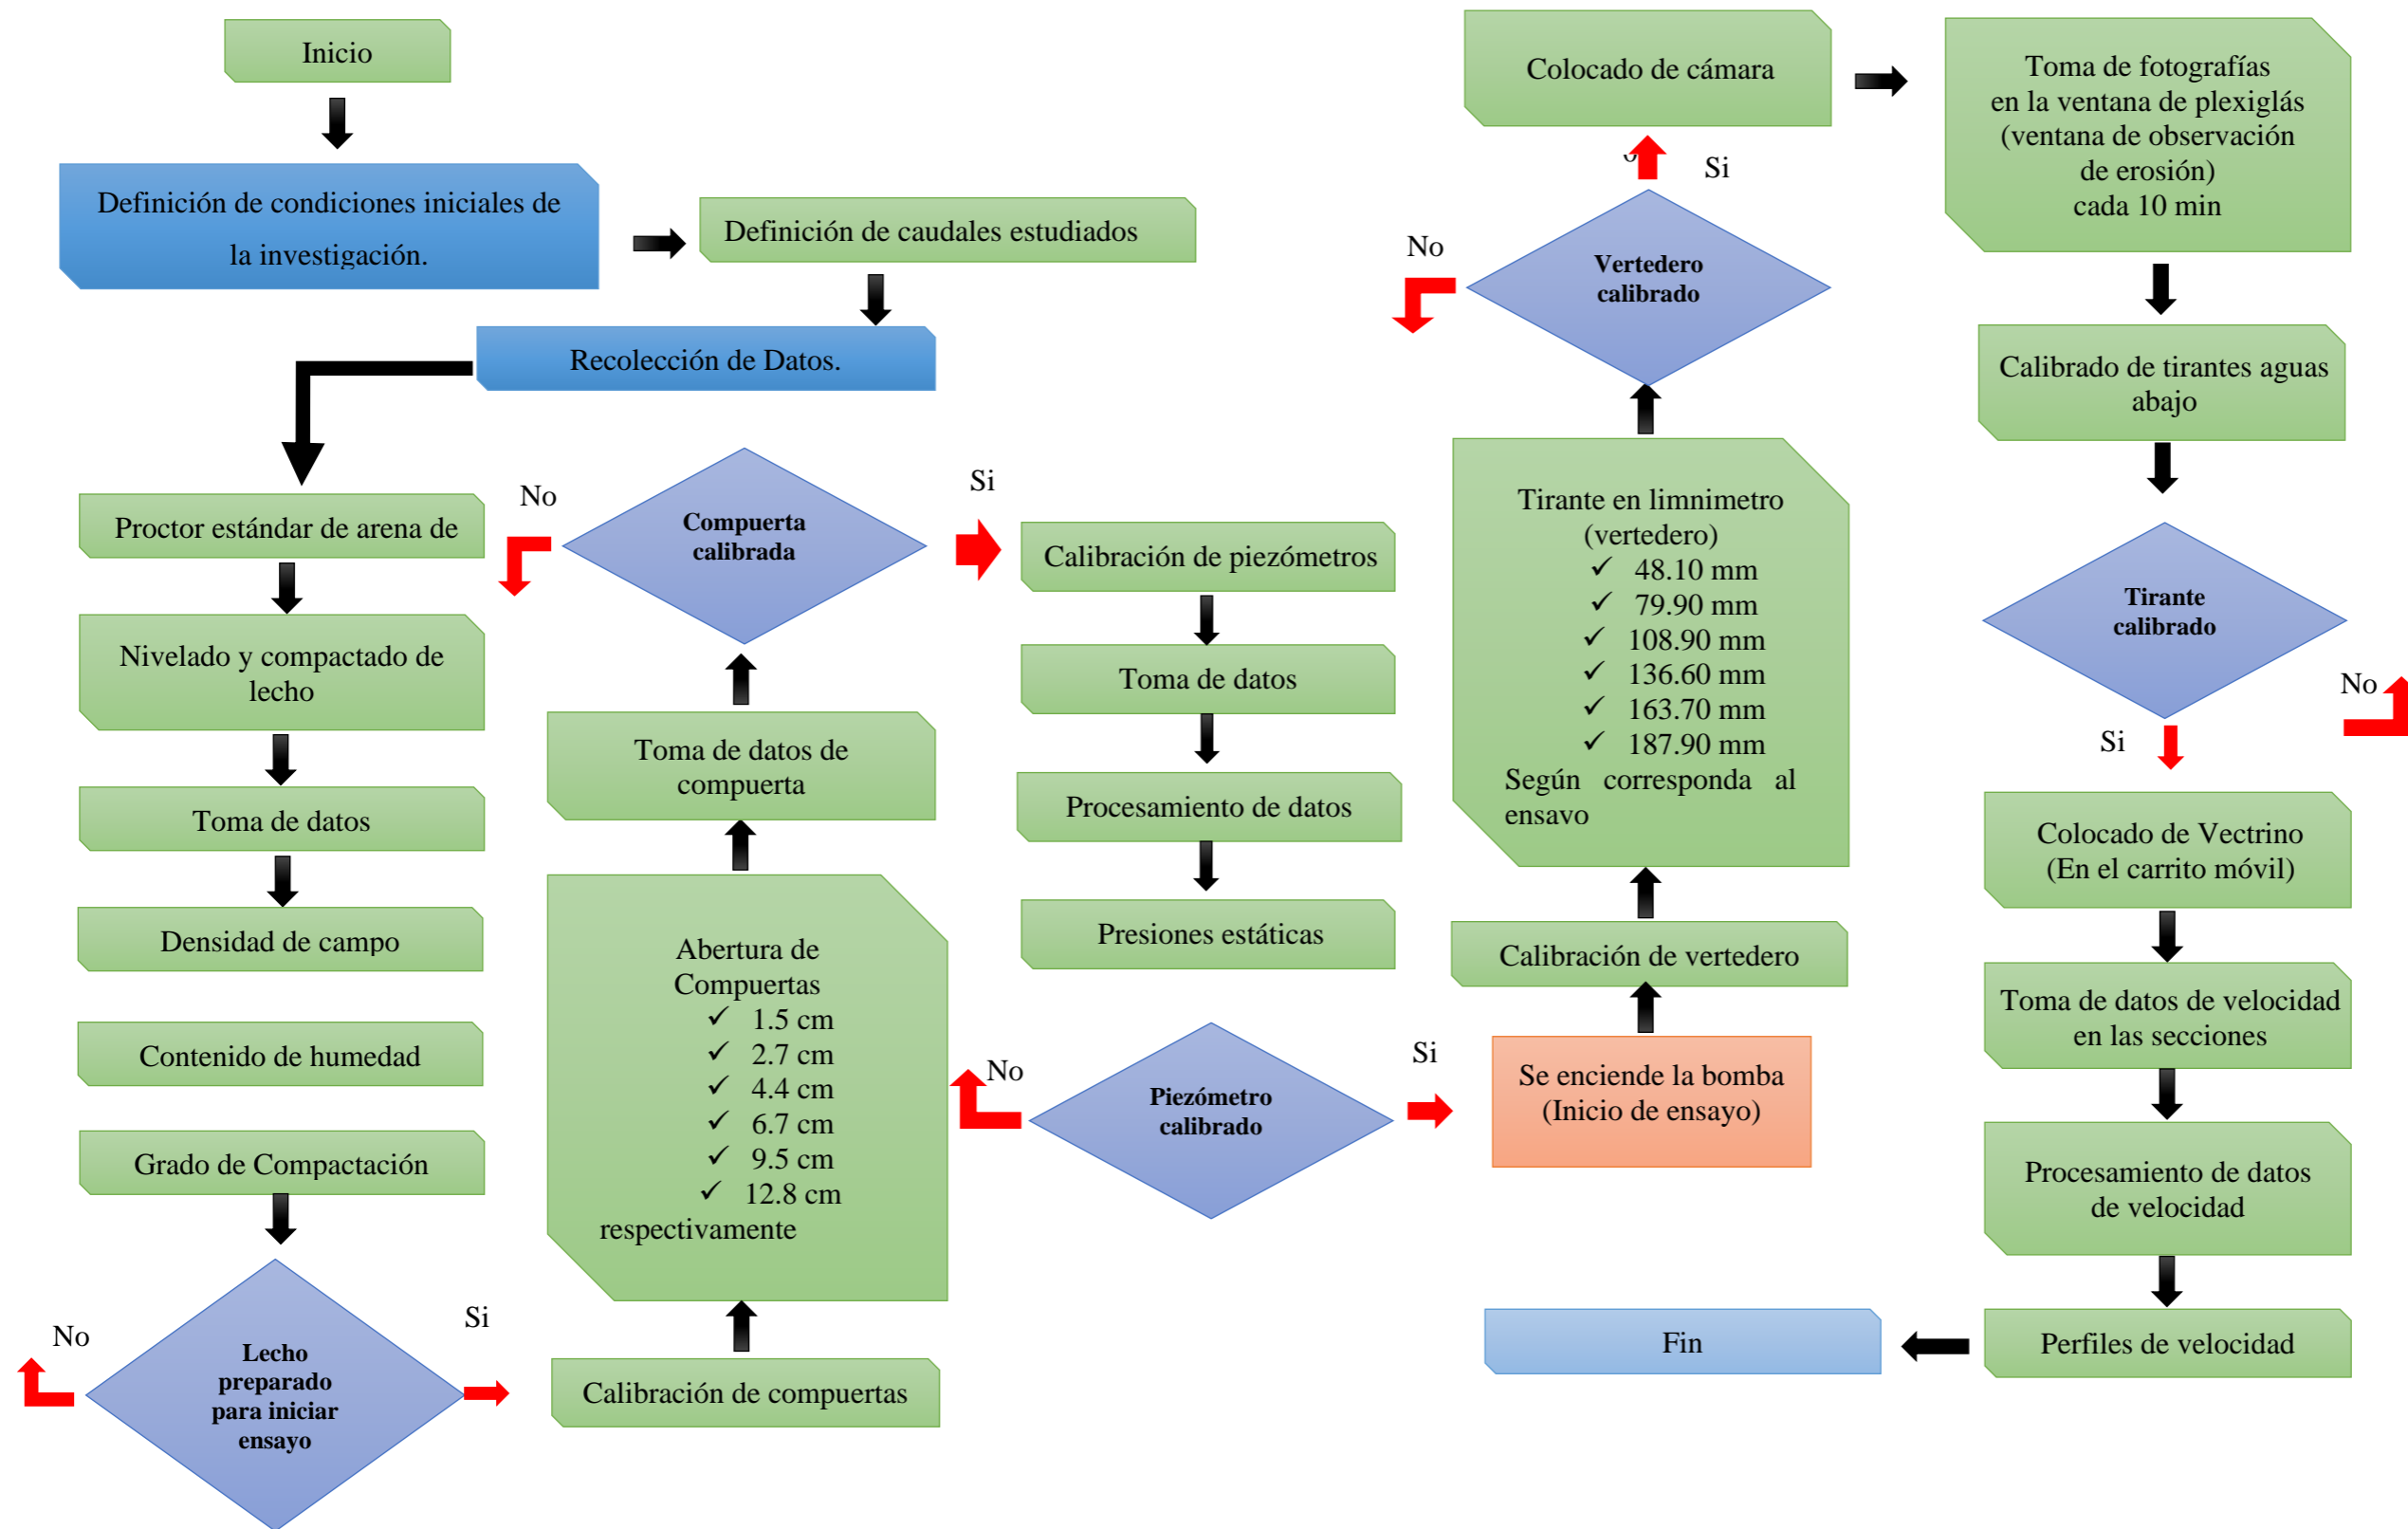 Inicio
Definición de condiciones iniciales de
la investigación.
Definición de caudales estudiados
Recolección de Datos.
Proctor estándar de arena de
Nivelado y compactado de
lecho
Toma de datos
Densidad de campo
Contenido de humedad
Grado de Compactación
No
Lecho
preparado
para iniciar
ensayo
Si
Calibración de compuertas
Abertura de
Compuertas
✓ 1.5 cm
✓ 2.7 cm
✓ 4.4 cm
✓ 6.7 cm
✓ 9.5 cm
✓ 12.8 cm
respectivamente
Toma de datos de
compuerta
No
Compuerta
calibrada
Si
Calibración de piezómetros
Toma de datos
Procesamiento de datos
Presiones estáticas
No
Piezómetro
calibrado
Si
Se enciende la bomba
(Inicio de ensayo)
Calibración de vertedero
Tirante en limnimetro
(vertedero)
✓ 48.10 mm
✓ 79.90 mm
✓ 108.90 mm
✓ 136.60 mm
✓ 163.70 mm
✓ 187.90 mm
Según corresponda al
ensayo
No
Vertedero
calibrado
Si
Colocado de cámara
Toma de fotografías
en la ventana de plexiglás
(ventana de observación
de erosión)
cada 10 min
Calibrado de tirantes aguas
abajo
Tirante
calibrado
No
Si
Colocado de Vectrino
(En el carrito móvil)
Toma de datos de velocidad
en las secciones
Procesamiento de datos
de velocidad
Perfiles de velocidad
Fin